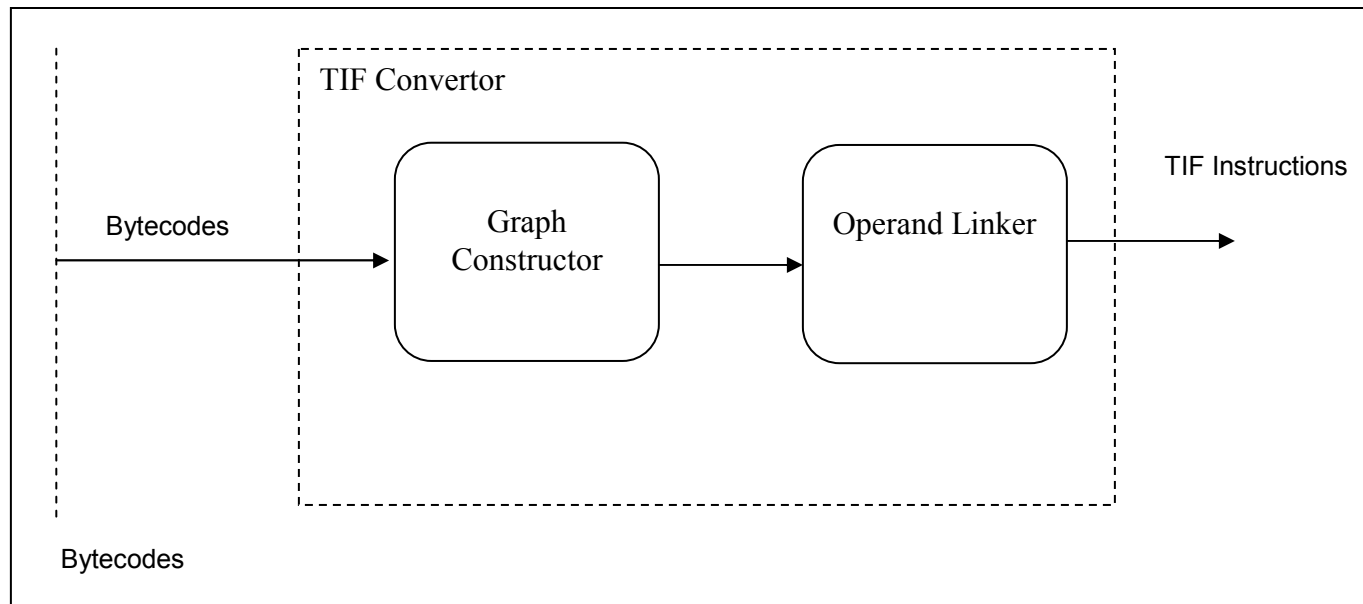 TIF Convertor
TIF Instructions
Bytecodes
Graph
Constructor
Operand Linker
Bytecodes